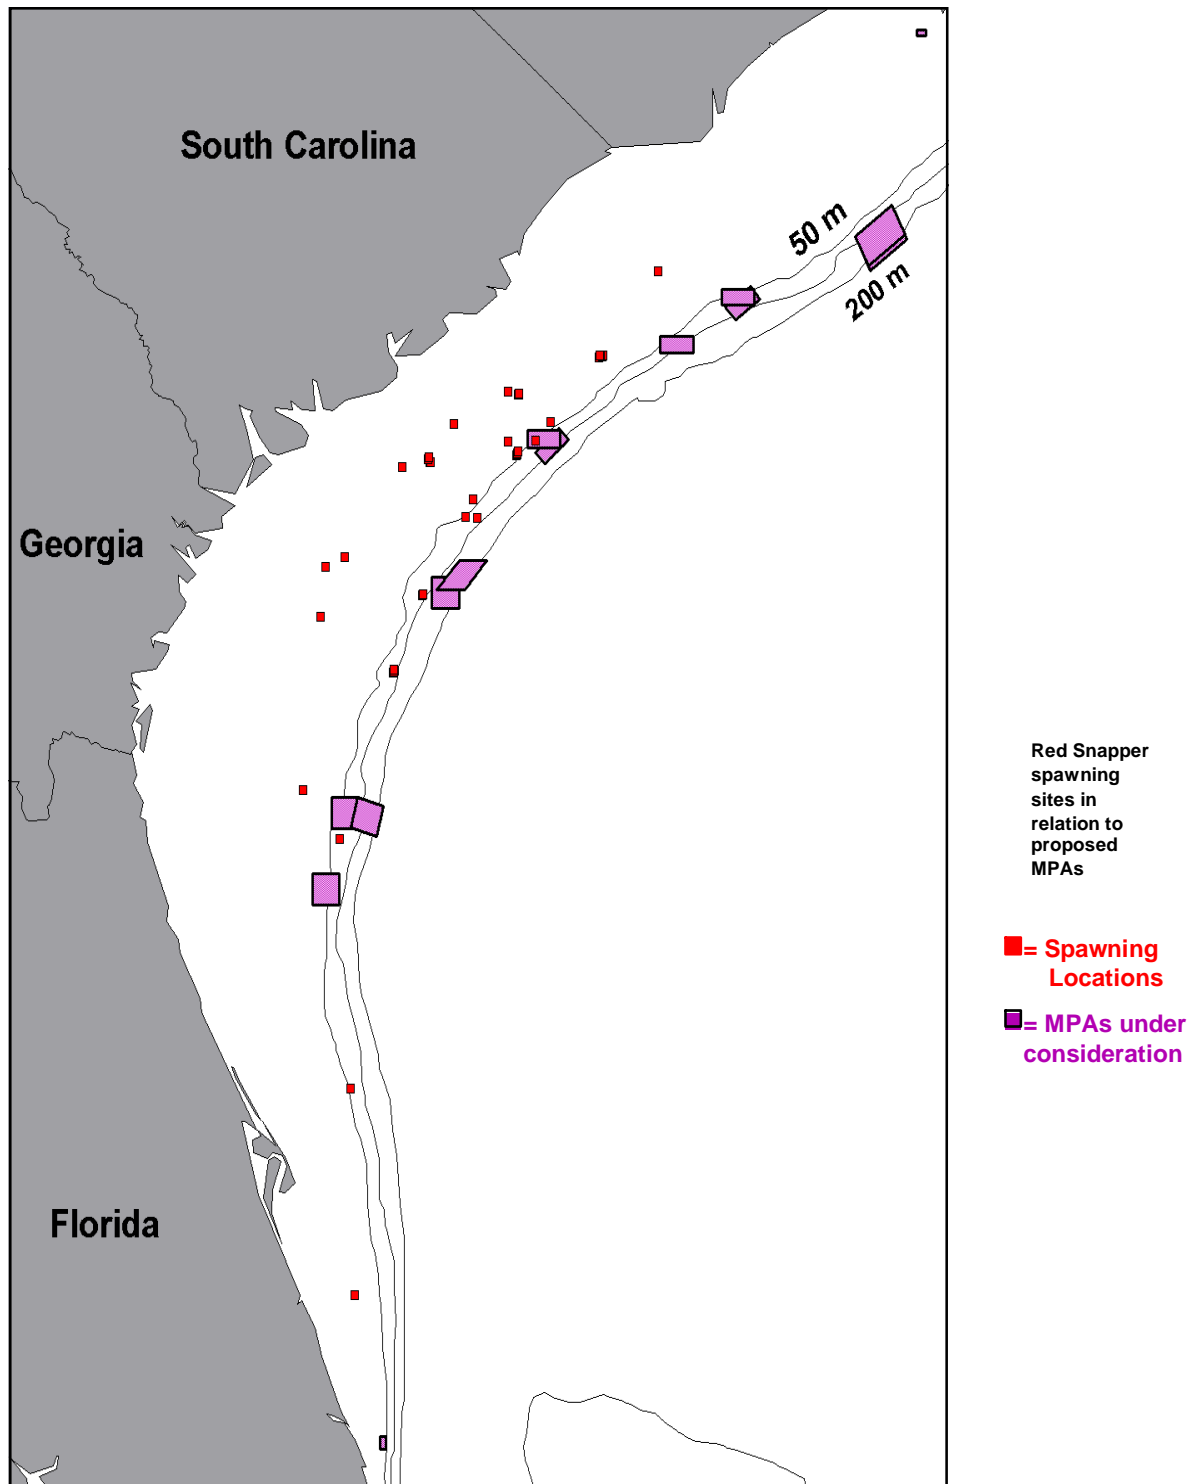 South Carolina
50 m
200 m
Georgia
Red Snapper
spawning
sites in
relation to
proposed
MPAs
= Spawning
Locations
= MPAs under
consideration
Florida